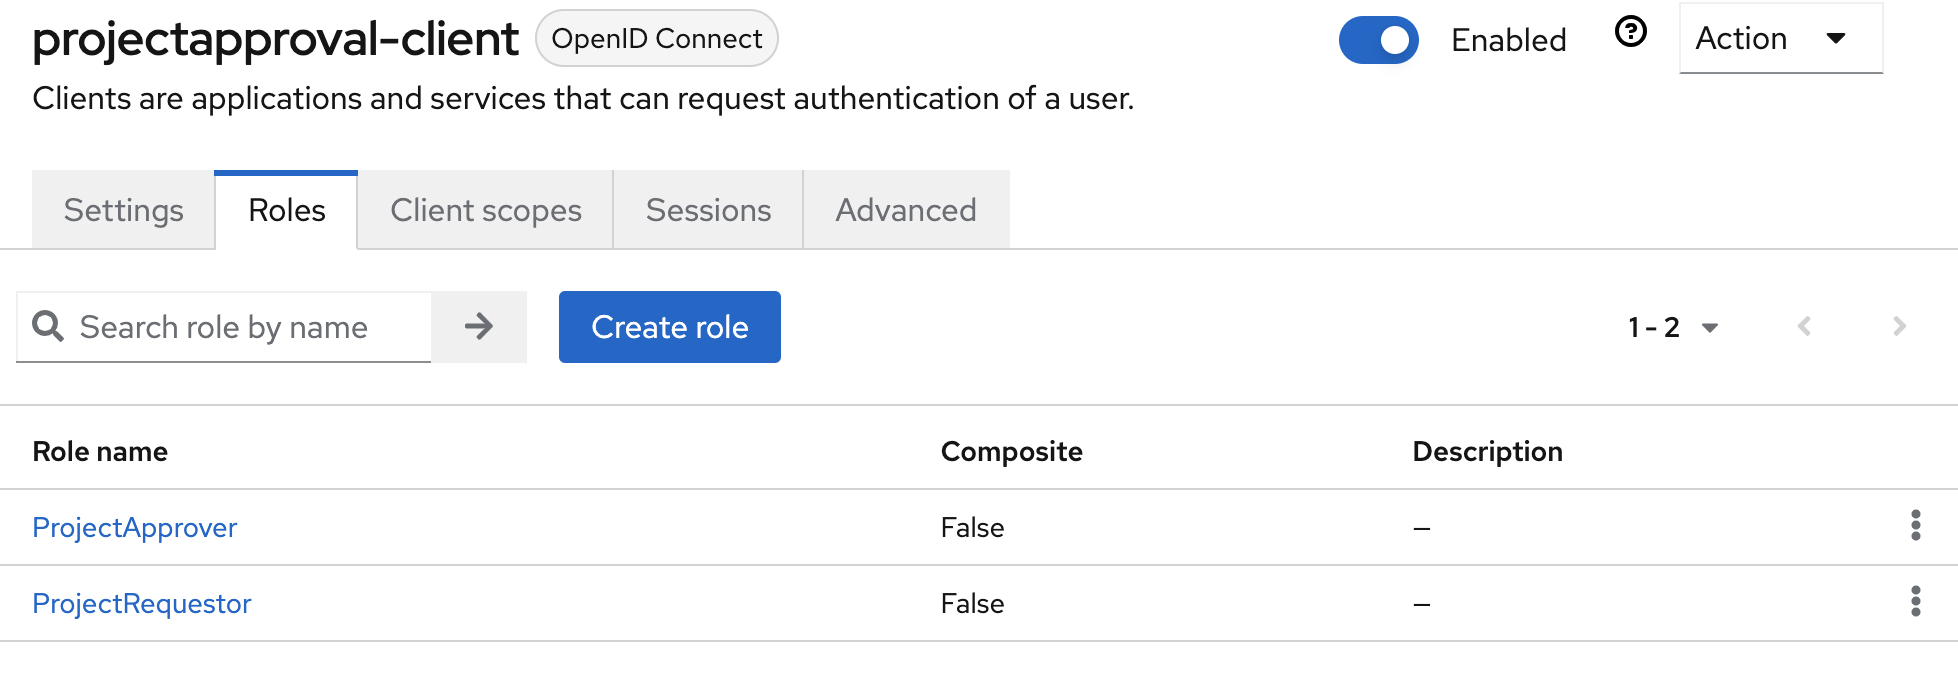 projectapproval-client OpenID Connect Enabled Action
Clients are applications and services that can request authentication of a user.
Settings Roles Client scopes Sessions Advanced
Search role by name Create role 1 - 2
Role name Composite Description
ProjectApprover False –
ProjectRequestor False –